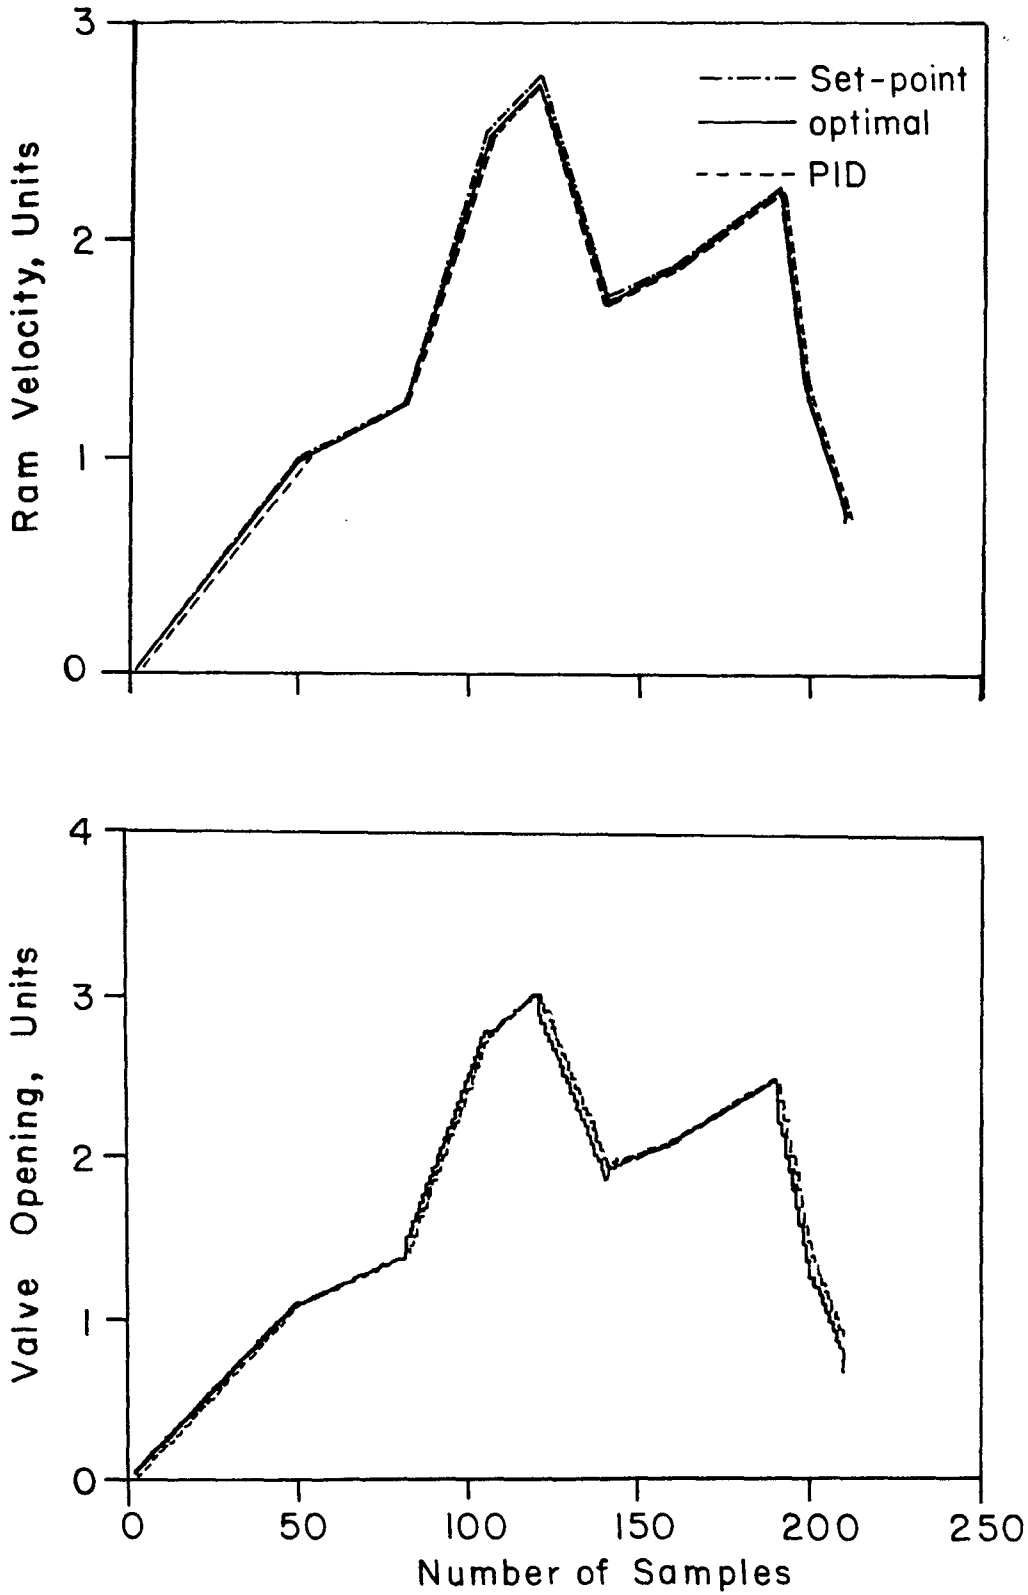 3
Set-point
optimal
PID
2
1
0
Ram Velocity, Units
4
3
2
1
0
Valve Opening, Units
0 50 100 150 200 250
Number of Samples